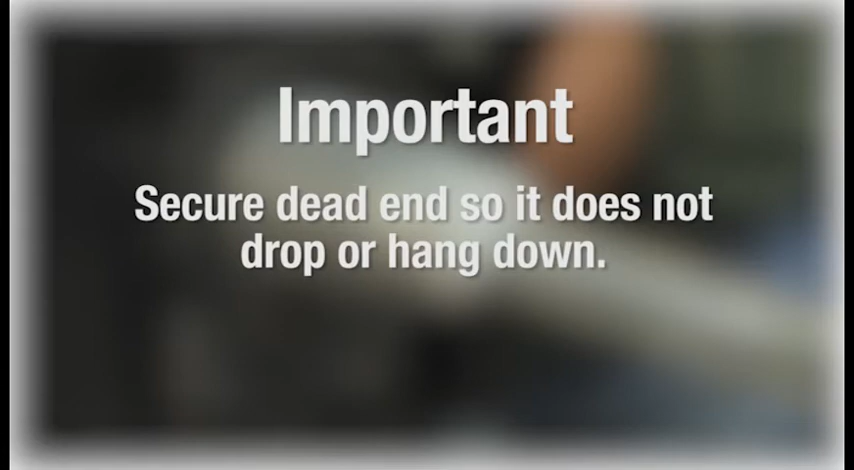 Important
Secure dead end so it does not
drop or hang down.